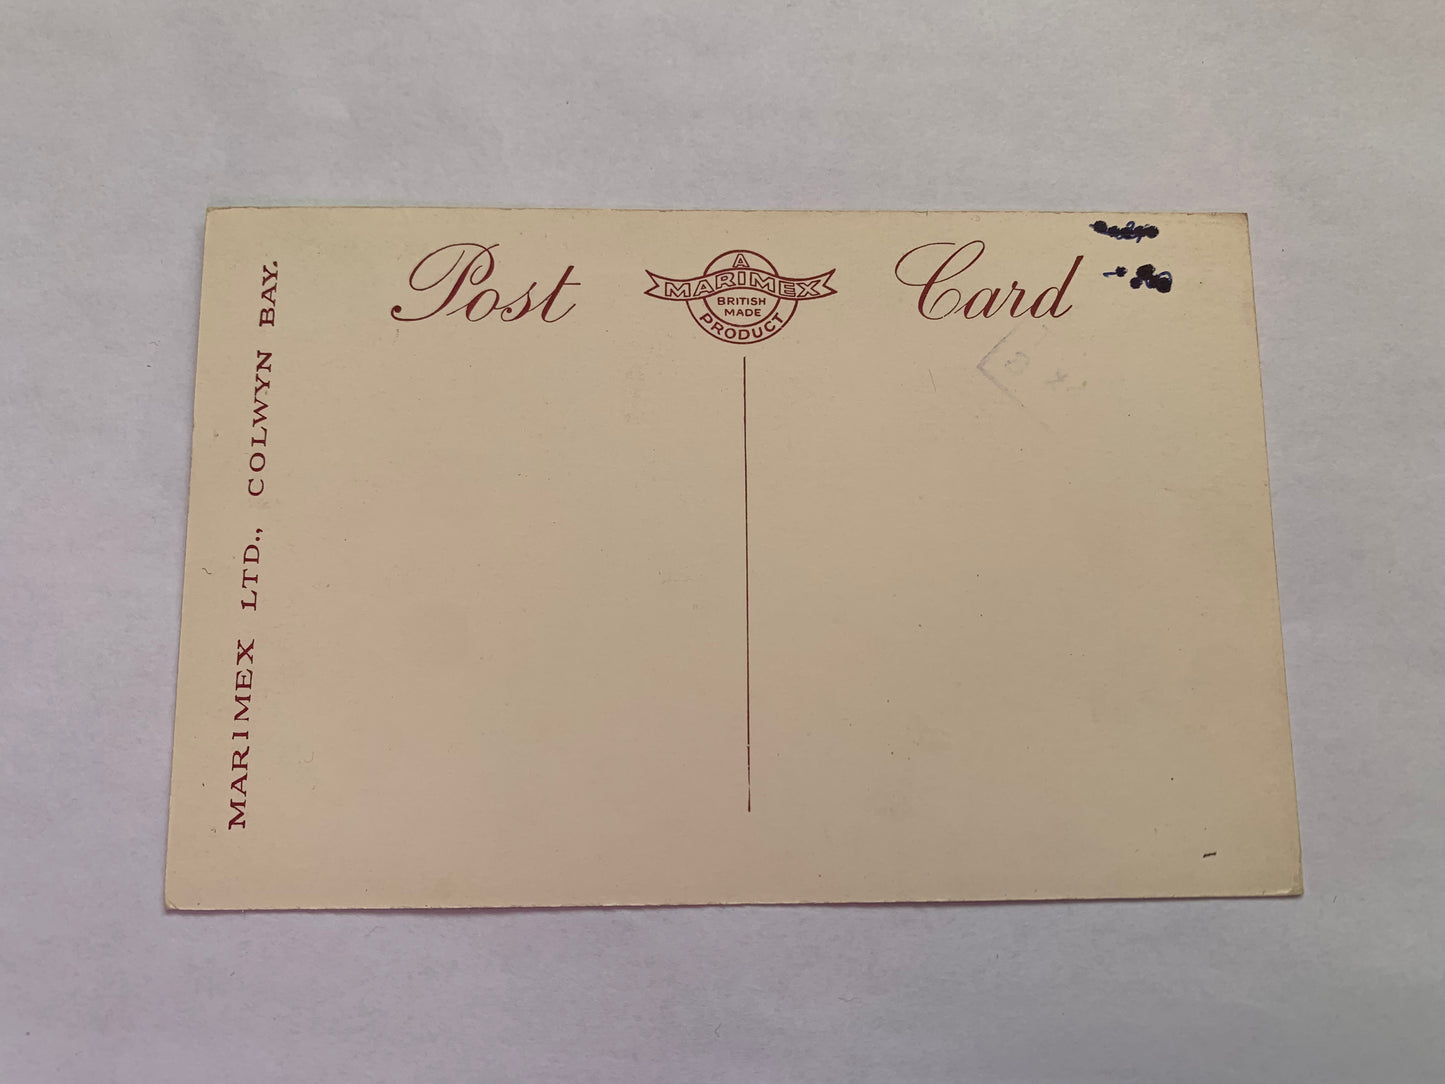 Post Card
A
MARIMEX
BRITISH
MADE
PRODUCT
MARIMEX LTD., COLWYN BAY.